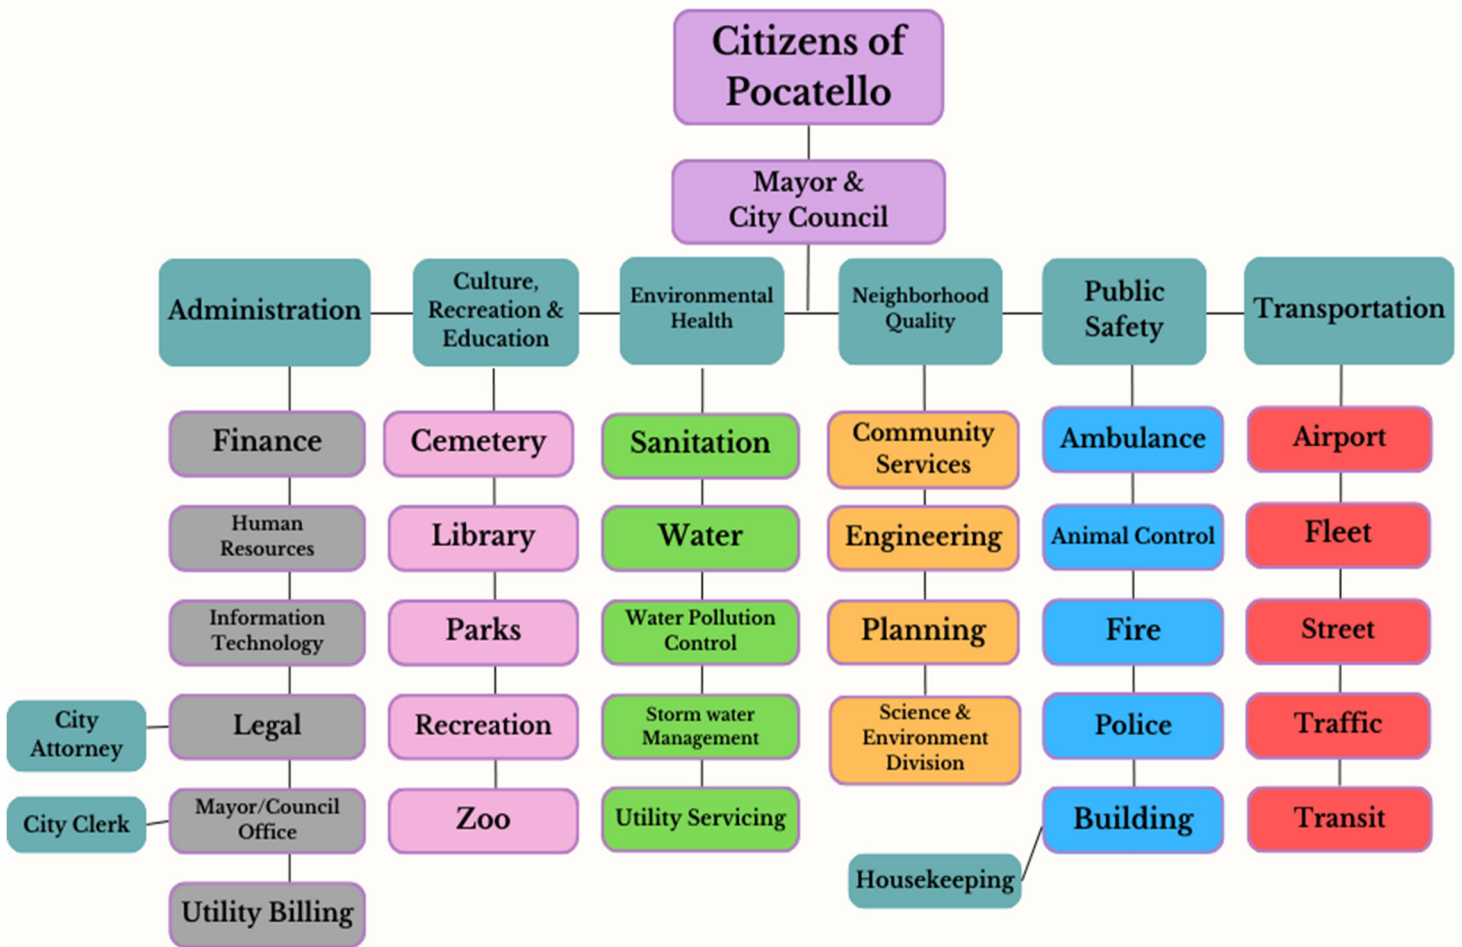 Citizens of
Pocatello
Mayor &
City Council
Administration
Culture,
Recreation &
Education
Environmental
Health
Neighborhood
Quality
Public
Safety
Transportation
Finance
Human
Resources
Information
Technology
Legal
City
Attorney
Mayor/Council
Office
City Clerk
Utility Billing
Cemetery
Library
Parks
Recreation
Zoo
Sanitation
Water
Water Pollution
Control
Storm water
Management
Utility Servicing
Community
Services
Engineering
Planning
Science &
Environment
Division
Ambulance
Animal Control
Fire
Police
Building
Housekeeping
Airport
Fleet
Street
Traffic
Transit